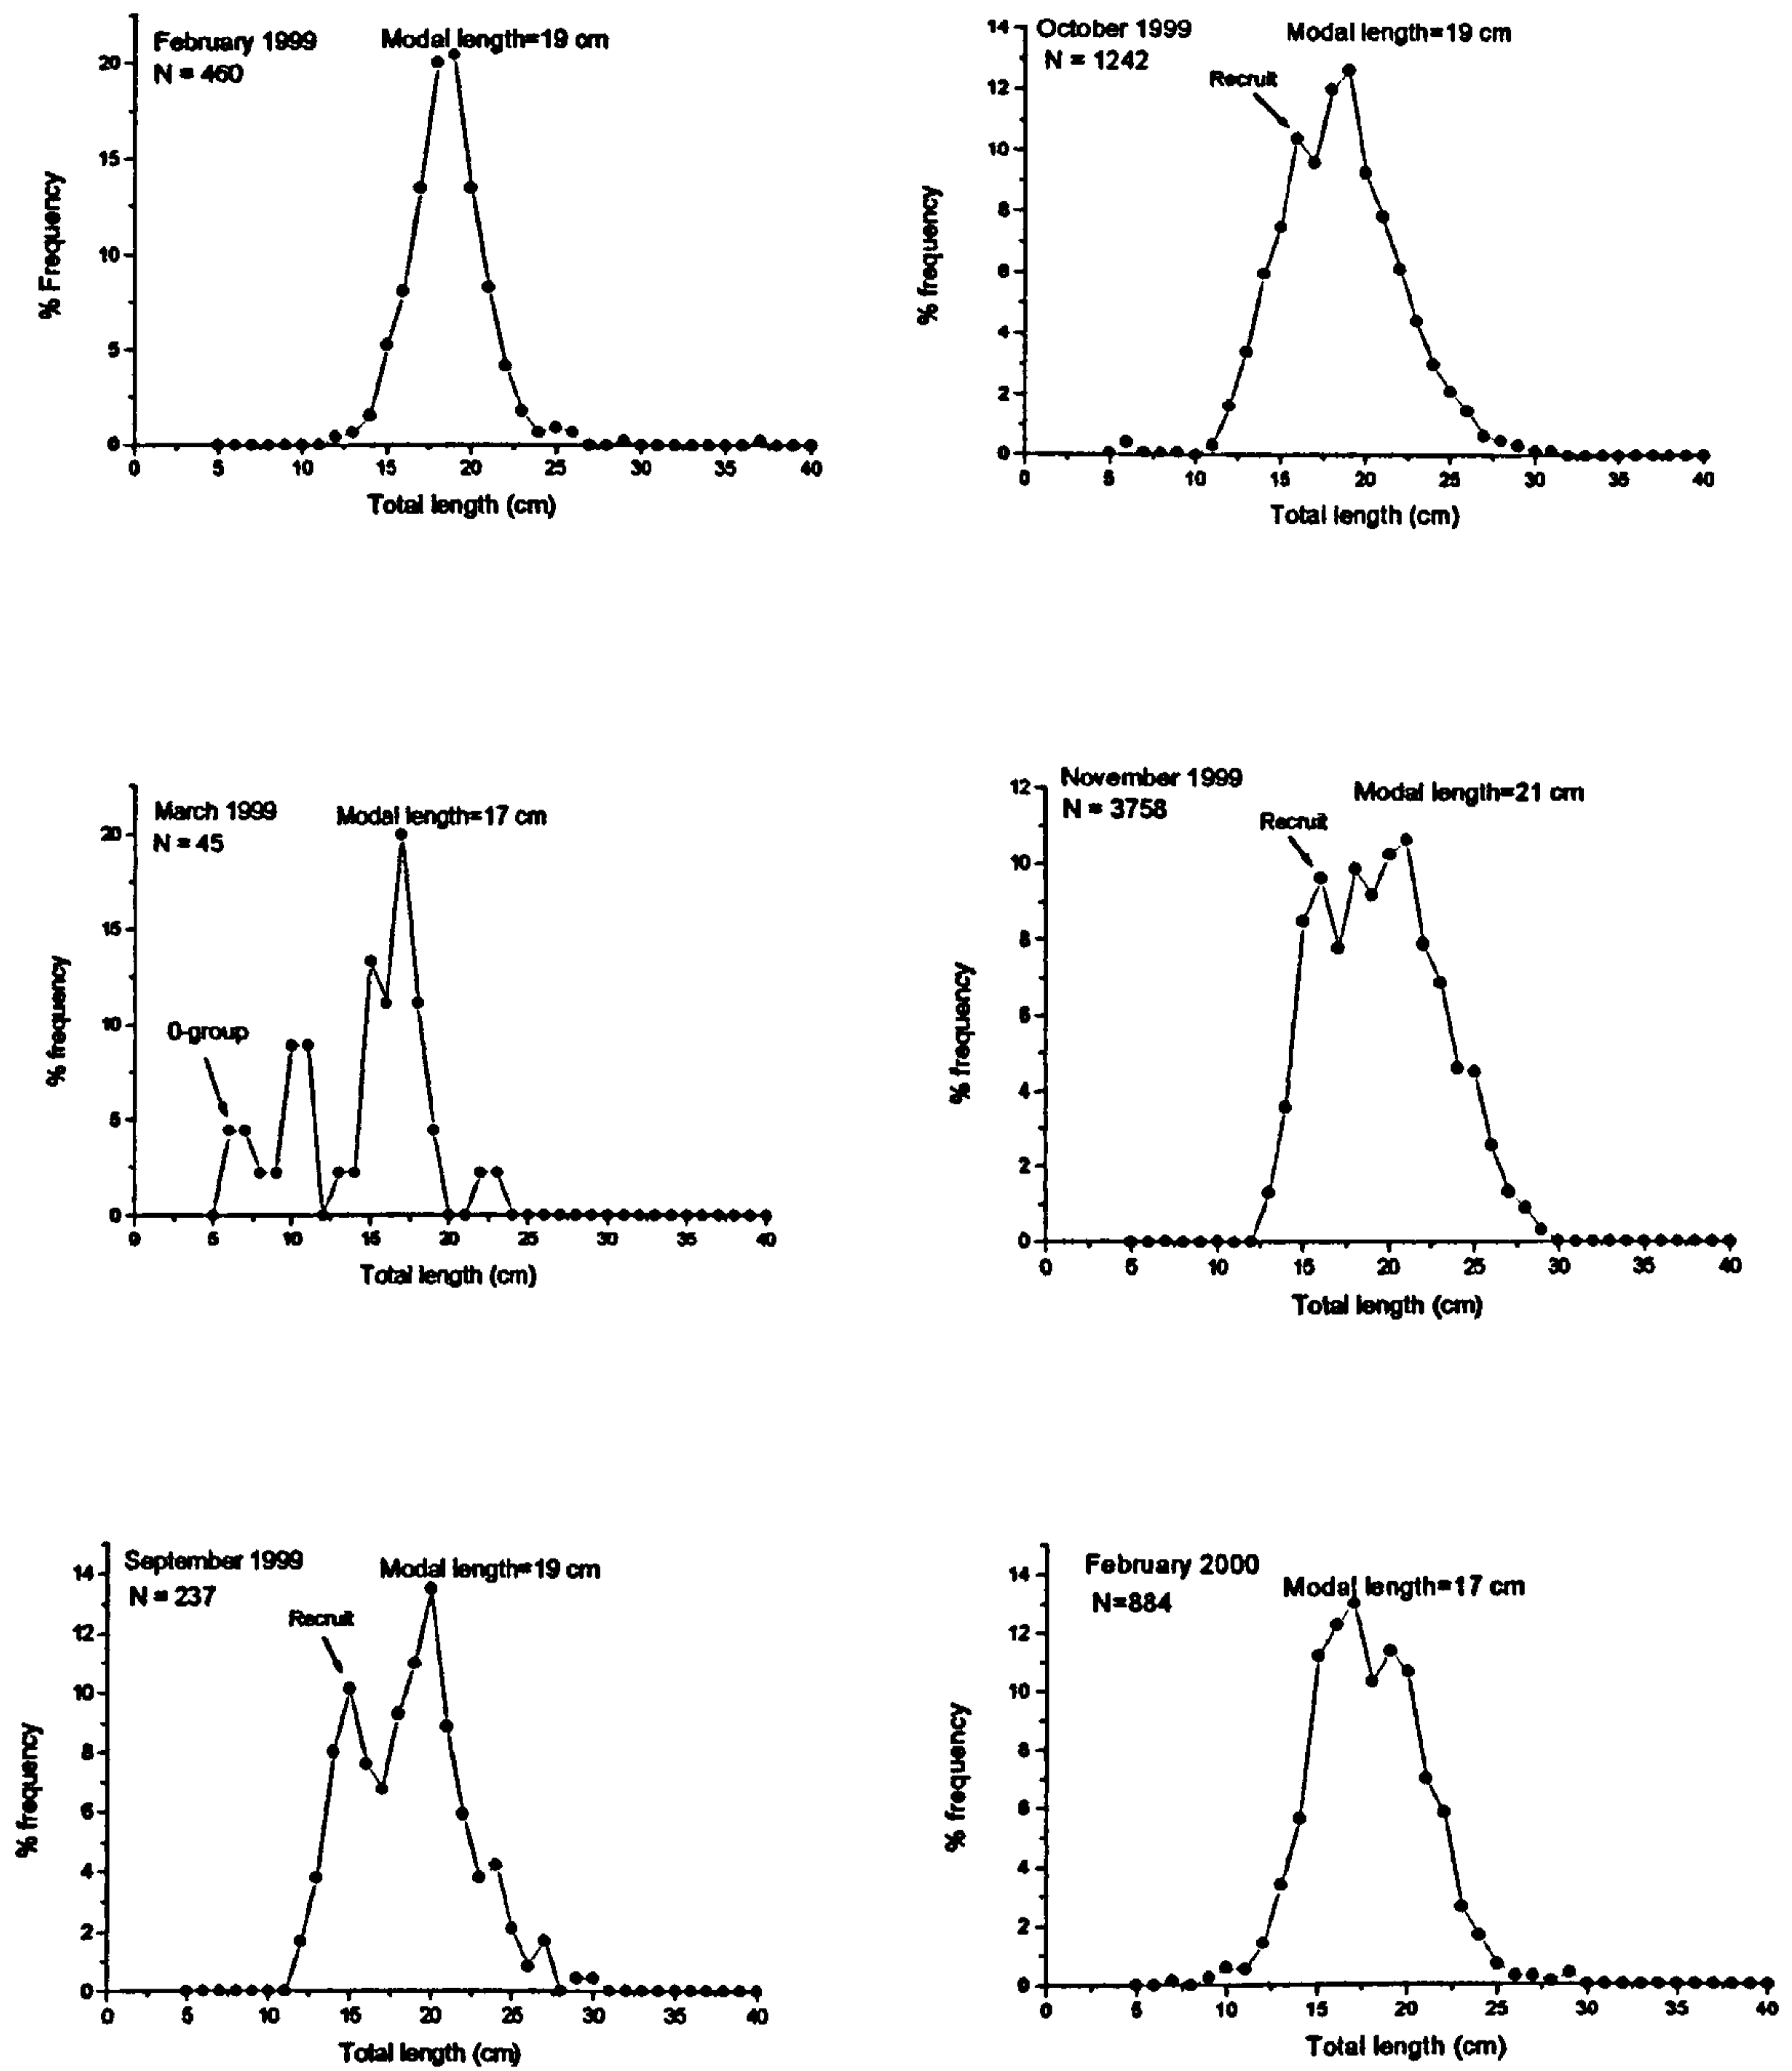 February 1999
N = 460
Modal length=19 cm
% Frequency
20
15
10
5
0
0 5 10 15 20 25 30 35 40
Total length (cm)
October 1999
N = 1242
Modal length=19 cm
Recruit
% frequency
14
12
10
8
6
4
2
0
0 5 10 15 20 25 30 35 40
Total length (cm)
March 1999
N = 45
Modal length=17 cm
0-group
% frequency
20
15
10
5
0
0 5 10 15 20 25 30 35 40
Total length (cm)
November 1999
N = 3758
Modal length=21 cm
Recruit
% frequency
12
10
8
6
4
2
0
0 5 10 15 20 25 30 35 40
Total length (cm)
September 1999
N = 237
Modal length=19 cm
Recruit
% frequency
14
12
10
8
6
4
2
0
0 5 10 15 20 25 30 35 40
Total length (cm)
February 2000
N=884
Modal length=17 cm
% frequency
14
12
10
8
6
4
2
0
0 5 10 15 20 25 30 35 40
Total length (cm)